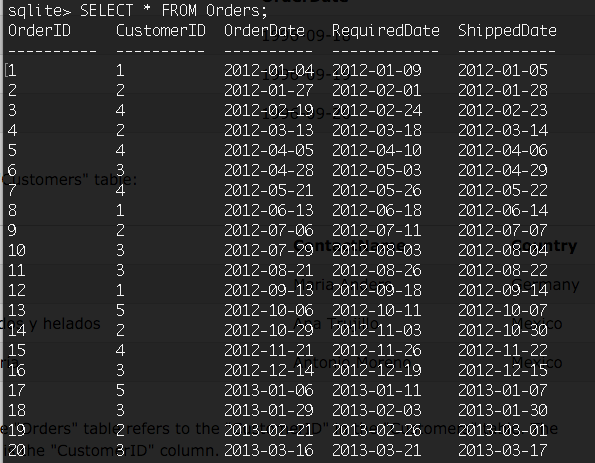 sqlite> SELECT * FROM Orders;
OrderID CustomerID OrderDate RequiredDate ShippedDate
---------- ---------- ---------- ------------ -----------
1 1 2012-01-04 2012-01-09 2012-01-05
2 2 2012-01-27 2012-02-01 2012-01-28
3 4 2012-02-19 2012-02-24 2012-02-23
4 2 2012-03-13 2012-03-18 2012-03-14
5 4 2012-04-05 2012-04-10 2012-04-06
6 3 2012-04-28 2012-05-03 2012-04-29
7 4 2012-05-21 2012-05-26 2012-05-22
8 1 2012-06-13 2012-06-18 2012-06-14
9 2 2012-07-06 2012-07-11 2012-07-07
10 3 2012-07-29 2012-08-03 2012-08-04
11 3 2012-08-21 2012-08-26 2012-08-22
12 1 2012-09-13 2012-09-18 2012-09-14
13 5 2012-10-06 2012-10-11 2012-10-07
14 2 2012-10-29 2012-11-03 2012-10-30
15 4 2012-11-21 2012-11-26 2012-11-22
16 3 2012-12-14 2012-12-19 2012-12-15
17 5 2013-01-06 2013-01-11 2013-01-07
18 3 2013-01-29 2013-02-03 2013-01-30
19 2 2013-02-21 2013-02-26 2013-03-01
20 3 2013-03-16 2013-03-21 2013-03-17
Customers" table:
Country
Germany
y helados
Mexico
Antonio Moreno Mexico
"Orders" table refers to the
the "CustomerID" column.